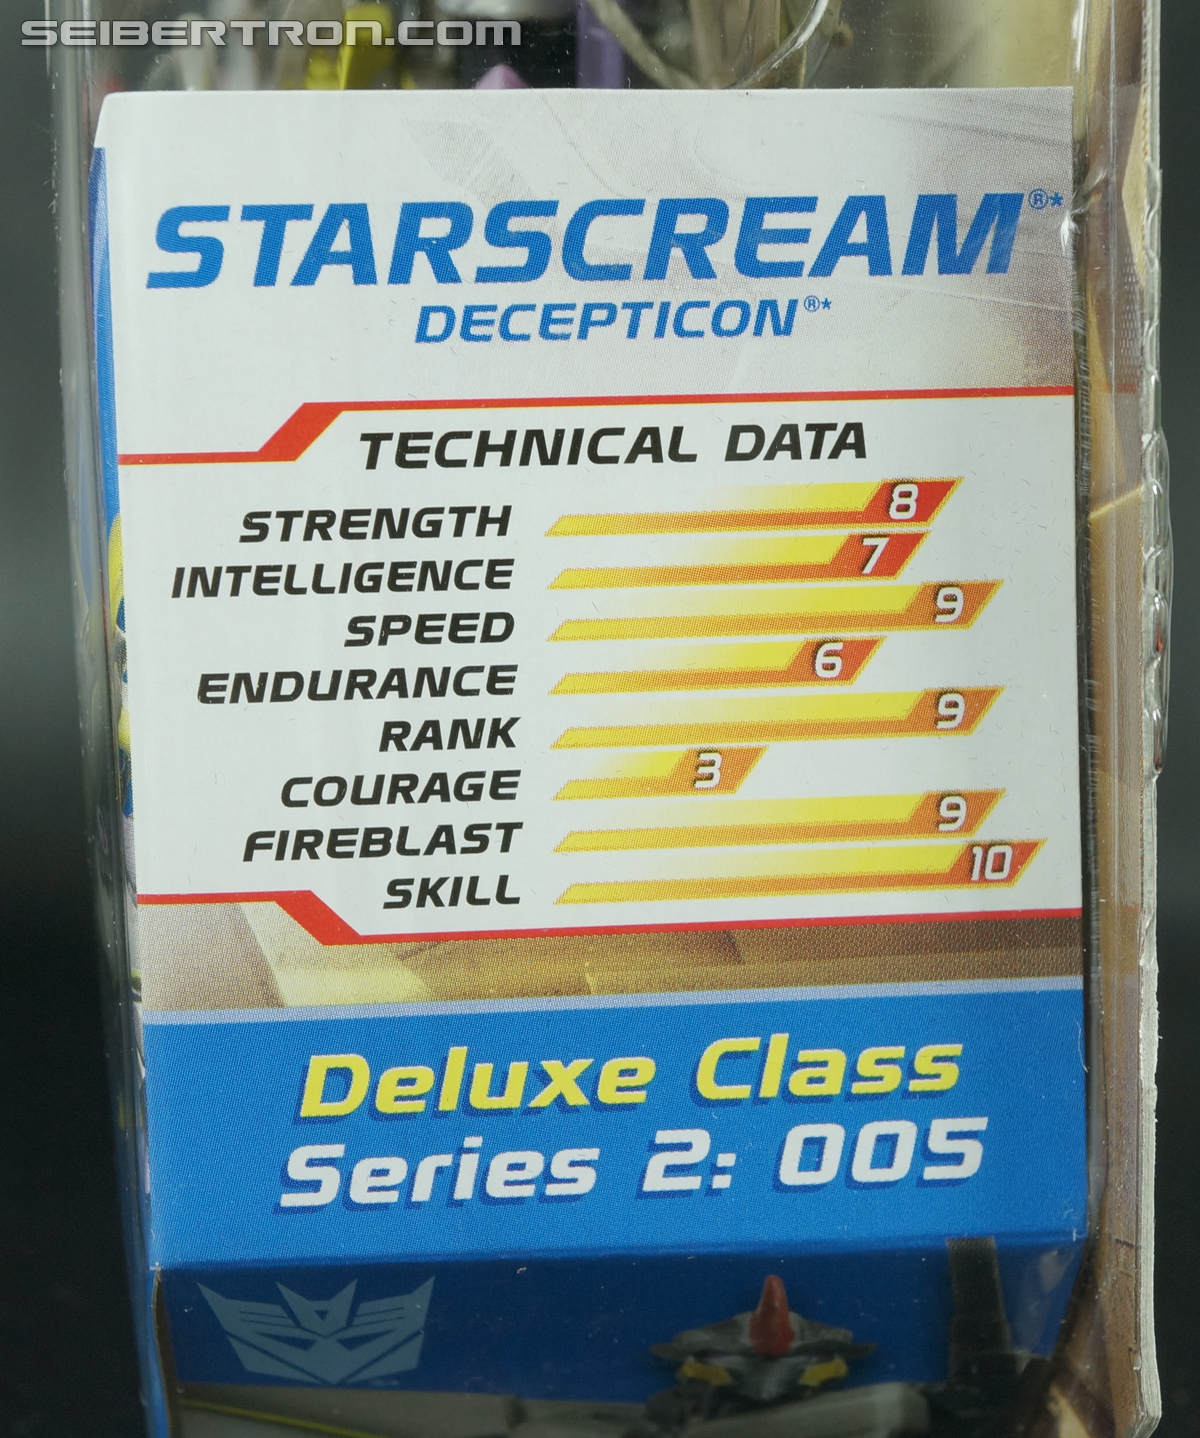 SEIBERTRON.com
STARSCREAM®*
DECEPTICON®*
TECHNICAL DATA
STRENGTH 8
INTELLIGENCE 7
SPEED 9
ENDURANCE 6
RANK 9
COURAGE 3
FIREBLAST 9
SKILL 10
Deluxe Class
Series 2: 005